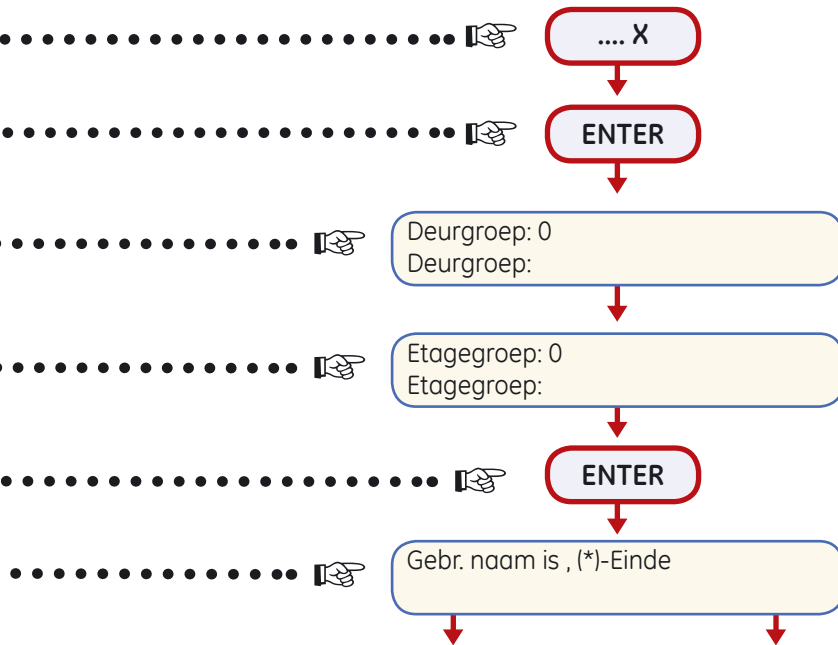 .... X
ENTER
Deurgroep: 0
Deurgroep:
Etagegroep: 0
Etagegroep:
ENTER
Gebr. naam is , (*)-Einde